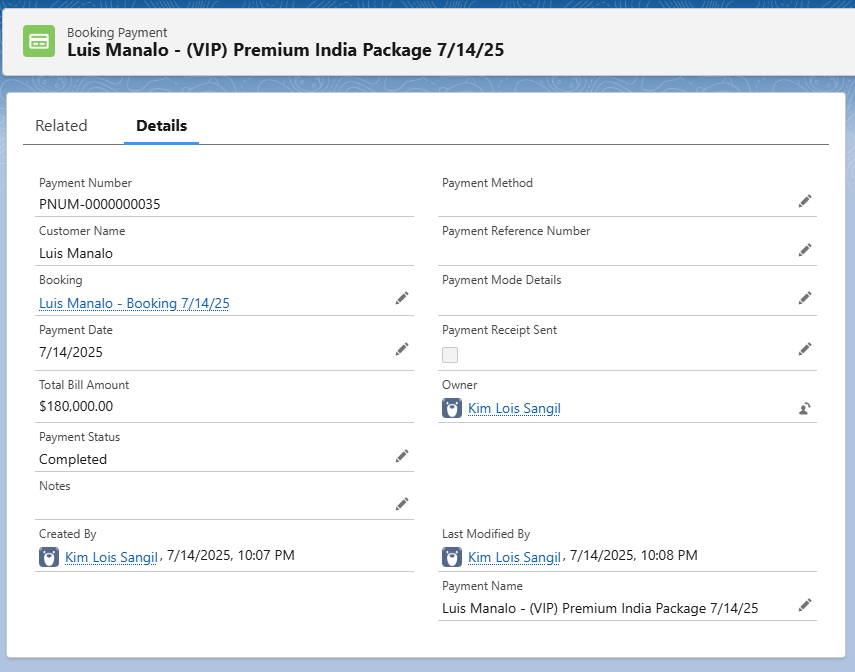 Booking Payment
Luis Manalo - (VIP) Premium India Package 7/14/25
Related
Details
Payment Number
PNUM-0000000035
Payment Method
Customer Name
Luis Manalo
Payment Reference Number
Booking
Luis Manalo - Booking 7/14/25
Payment Mode Details
Payment Date
7/14/2025
Payment Receipt Sent
Total Bill Amount
$180,000.00
Owner
Kim Lois Sangil
Payment Status
Completed
Notes
Created By
Kim Lois Sangil, 7/14/2025, 10:07 PM
Last Modified By
Kim Lois Sangil, 7/14/2025, 10:08 PM
Payment Name
Luis Manalo - (VIP) Premium India Package 7/14/25